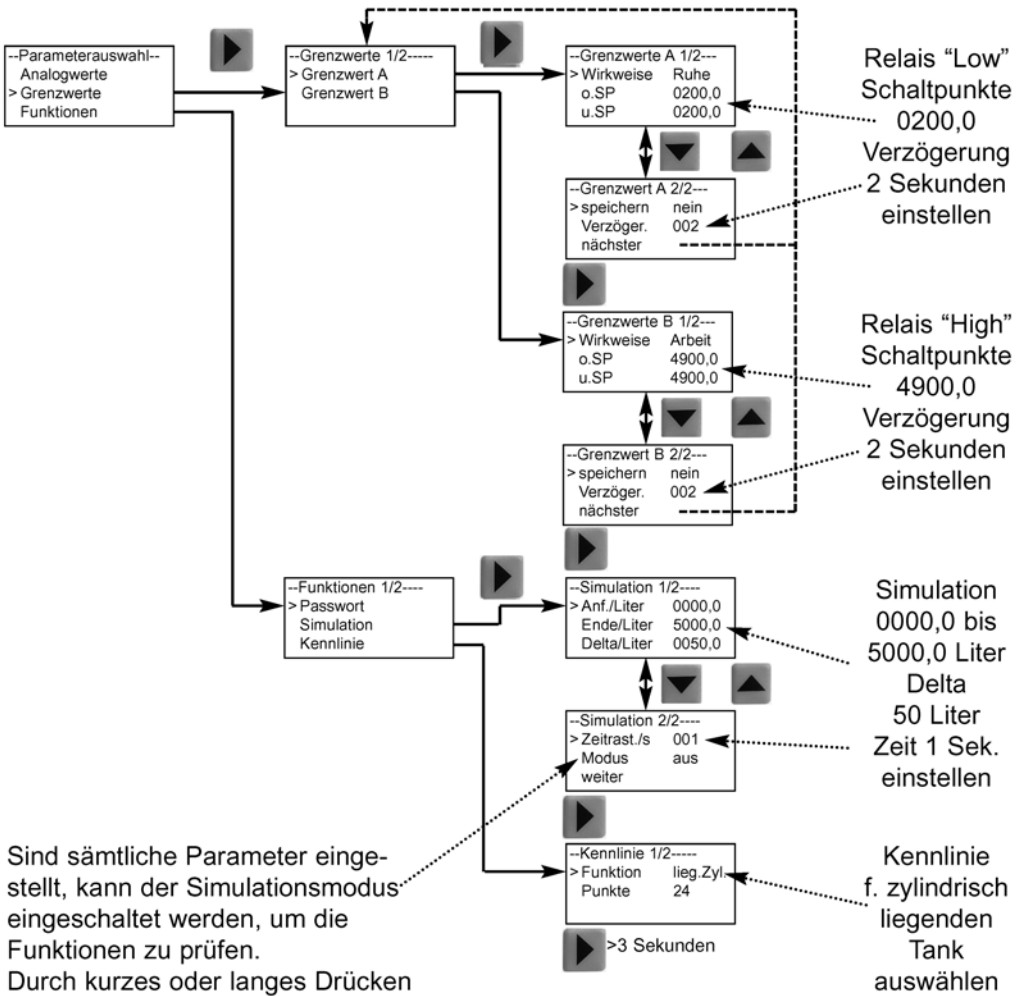 --Parameterauswahl--
Analogwerte
> Grenzwerte
Funktionen
--Grenzwerte 1/2-----
> Grenzwert A
Grenzwert B
--Grenzwerte A 1/2---
> Wirkweise Ruhe
o.SP 0200,0
u.SP 0200,0
Relais “Low”
Schaltpunkte
0200,0
Verzögerung
2 Sekunden
einstellen
--Grenzwert A 2/2---
> speichern nein
Verzöger. 002
nächster
--Grenzwerte B 1/2---
> Wirkweise Arbeit
o.SP 4900,0
u.SP 4900,0
Relais “High”
Schaltpunkte
4900,0
Verzögerung
2 Sekunden
einstellen
--Grenzwert B 2/2---
> speichern nein
Verzöger. 002
nächster
--Funktionen 1/2----
> Passwort
Simulation
Kennlinie
--Simulation 1/2----
> Anf./Liter 0000,0
Ende/Liter 5000,0
Delta/Liter 0050,0
Simulation
0000,0 bis
5000,0 Liter
Delta
50 Liter
Zeit 1 Sek.
einstellen
--Simulation 2/2----
> Zeitrast./s 001
Modus aus
weiter
--Kennlinie 1/2-----
> Funktion lieg.Zyl.
Punkte 24
Kennlinie
f. zylindrisch
liegenden
Tank
auswählen
>3 Sekunden
Sind sämtliche Parameter einge-
stellt, kann der Simulationsmodus
eingeschaltet werden, um die
Funktionen zu prüfen.
Durch kurzes oder langes Drücken